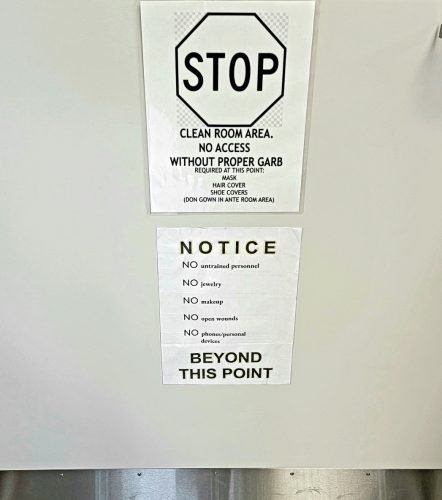 STOP
CLEAN ROOM AREA.
NO ACCESS
WITHOUT PROPER GARB
REQUIRED AT THIS POINT:
MASK
HAIR COVER
SHOE COVERS
(DON GOWN IN ANTE ROOM AREA)
NOTICE
NO untrained personnel
NO jewelry
NO makeup
NO open wounds
NO phones/personal
devices
BEYOND
THIS POINT